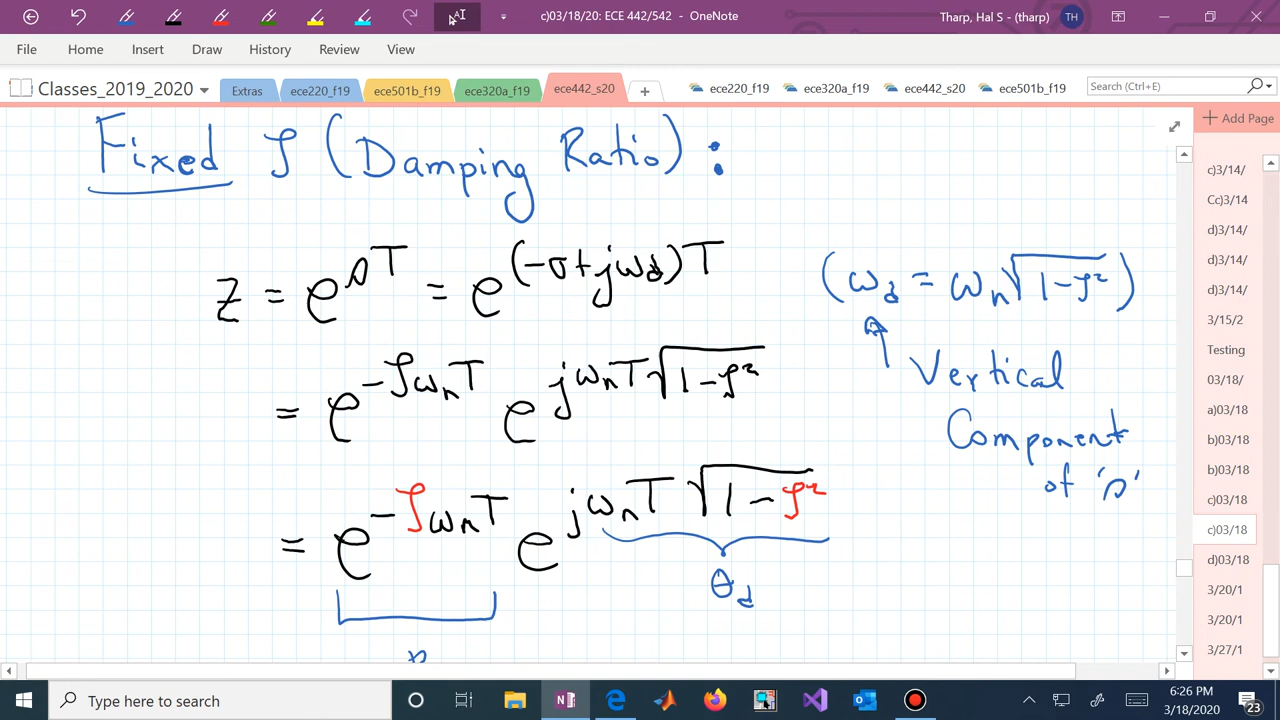 c)03/18/20: ECE 442/542 - OneNote
Tharp, Hal S - (tharp) TH
File Home Insert Draw History Review View
Classes_2019_2020 Extras ece220_f19 ece501b_f19 ece320a_f19 ece442_s20 ece220_f19 ece320a_f19 ece442_s20 ece501b_f19 Search (Ctrl+E)
Add Page
c)3/14/
Cc)3/14
d)3/14/
d)3/14/
d)3/14/
3/15/2
Testing
03/18/
a)03/18
b)03/18
b)03/18
c)03/18
c)03/18
d)03/18
3/20/1
3/20/1
3/27/1
Fixed ζ (Damping Ratio):
z = e^{sT} = e^{(-σ+jω_d)T} (ω_d = ω_n√(1-ζ²))
= e^{-ζω_nT} e^{jω_nT√(1-ζ²)}
Vertical
Component
of 's'
= e^{-ζω_nT} e^{jω_nT√(1-ζ²)}
θ_d
Type here to search
6:26 PM
3/18/2020
23